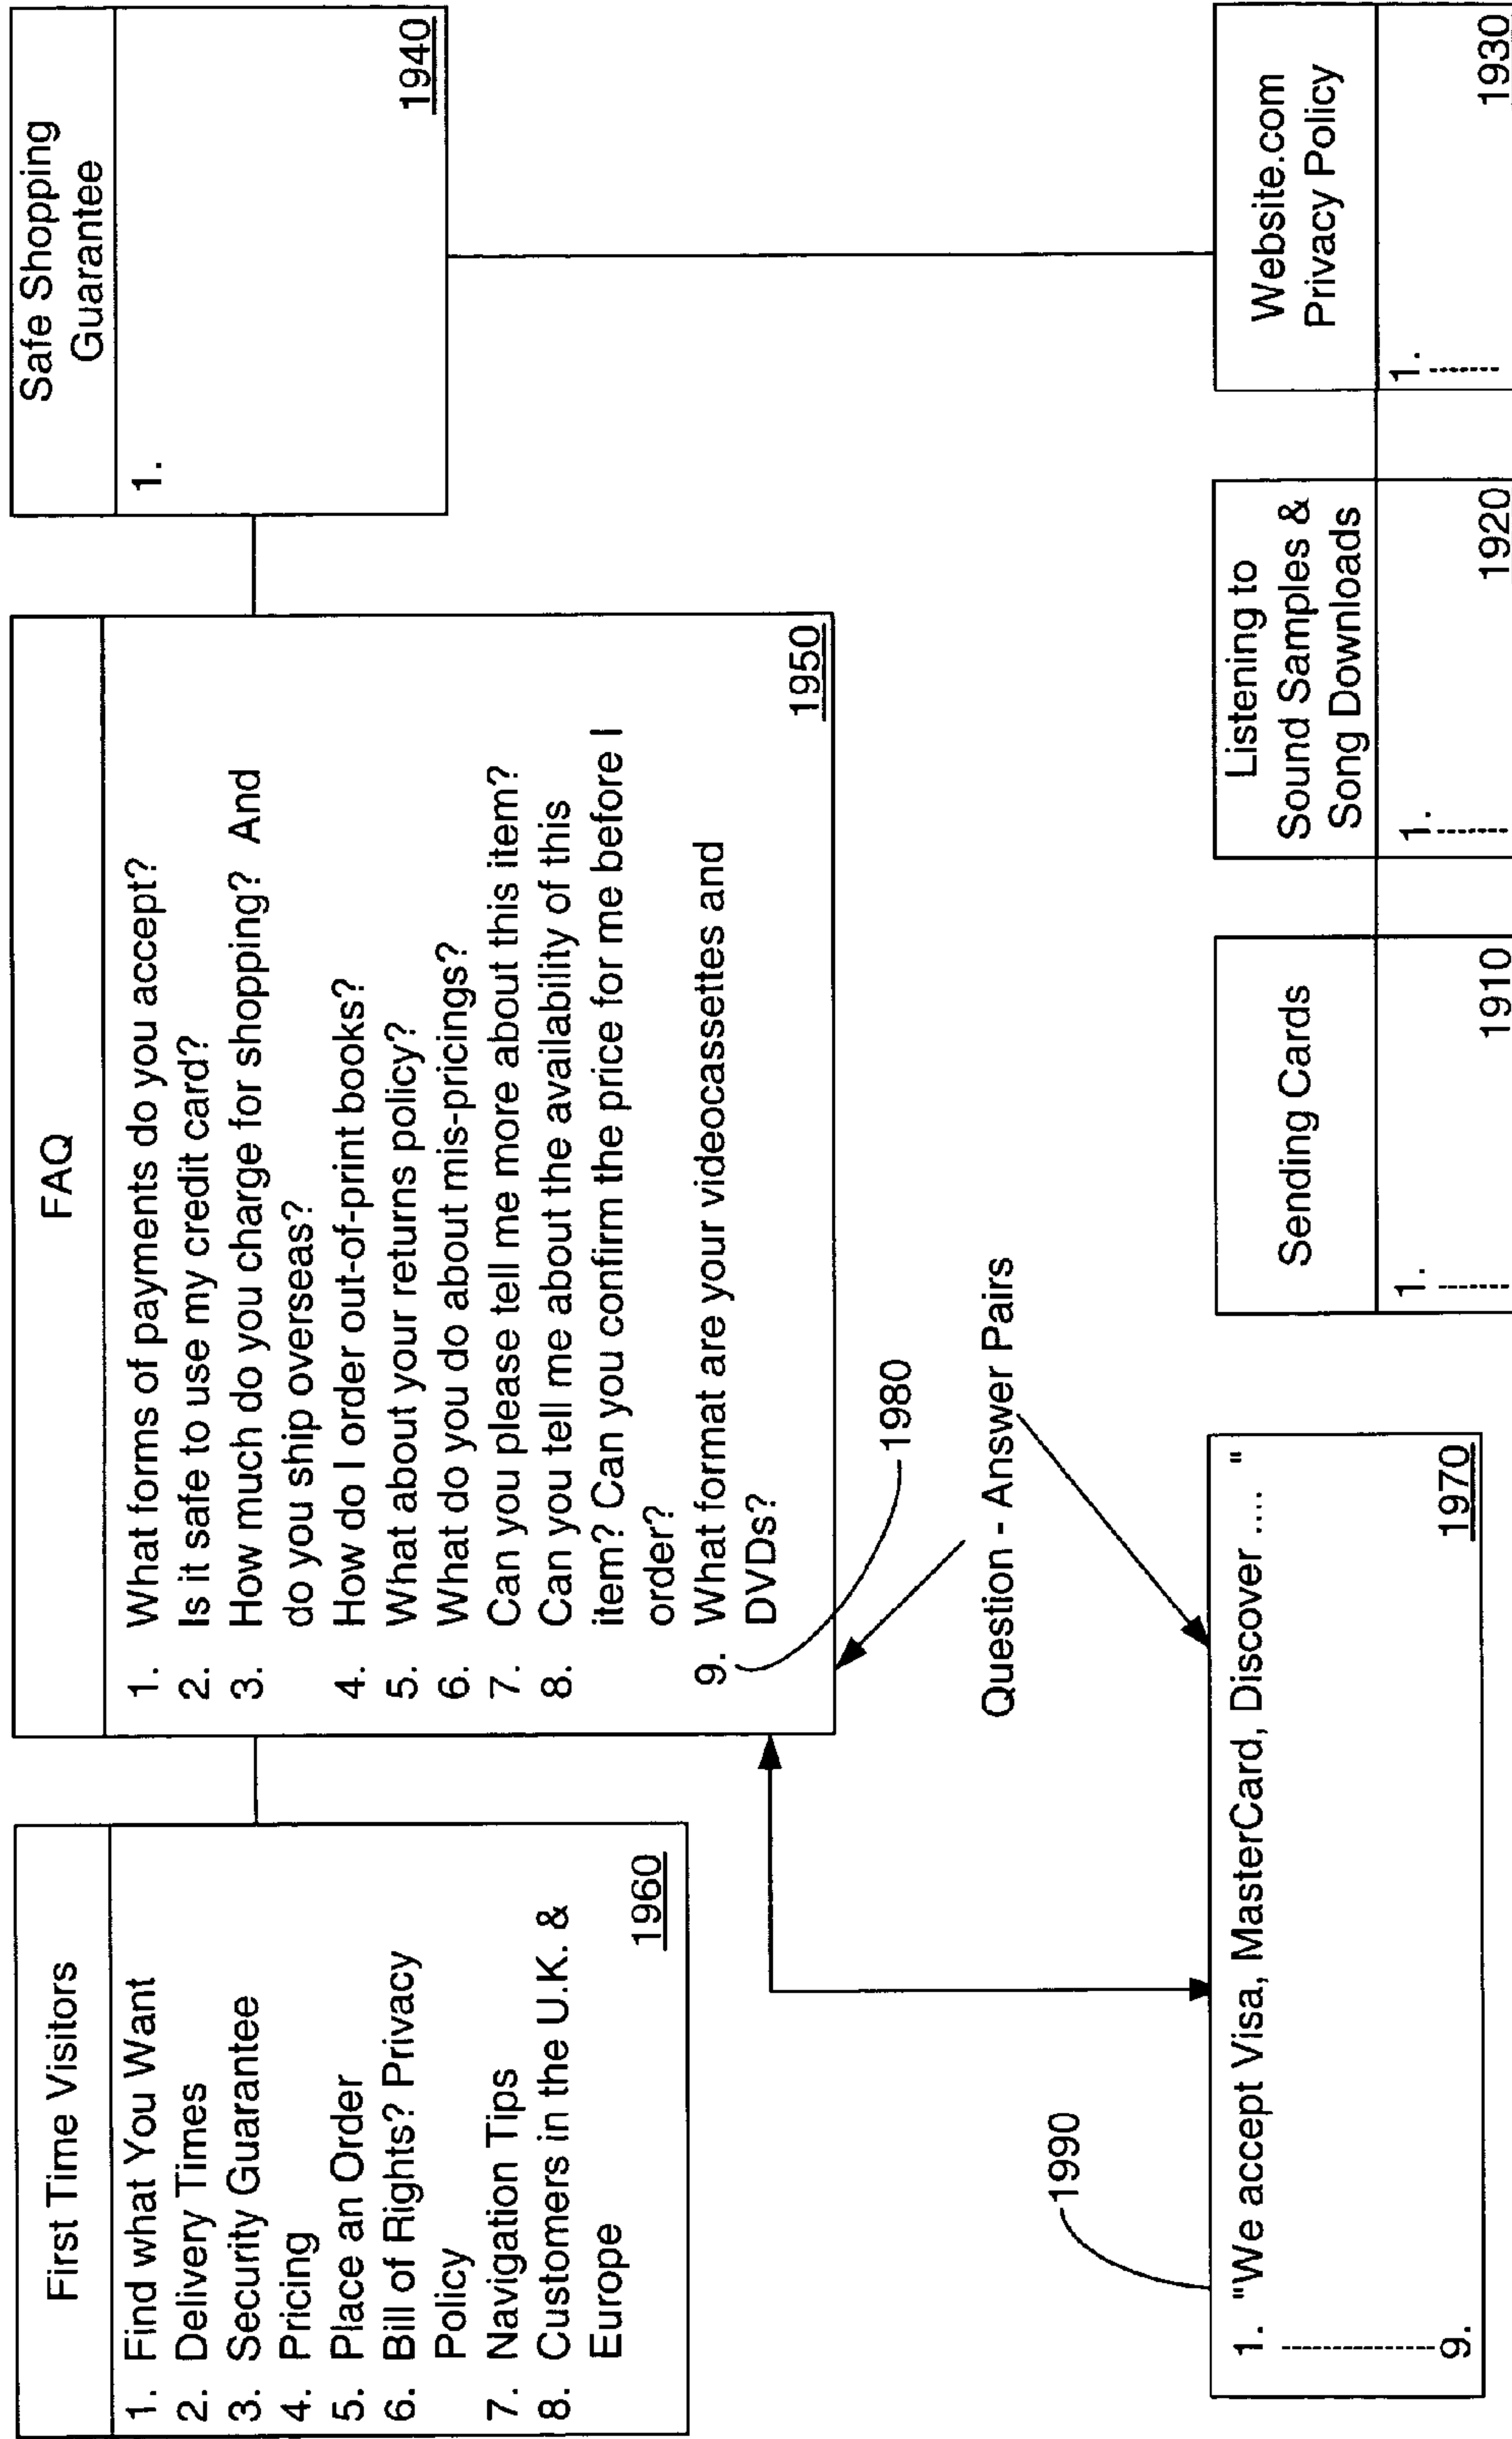 First Time Visitors
1. Find what You Want
2. Delivery Times
3. Security Guarantee
4. Pricing
5. Place an Order
6. Bill of Rights? Privacy
Policy
7. Navigation Tips
8. Customers in the U.K. &
Europe
1960
FAQ
1. What forms of payments do you accept?
2. Is it safe to use my credit card?
3. How much do you charge for shopping? And
do you ship overseas?
4. How do I order out-of-print books?
5. What about your returns policy?
6. What do you do about mis-pricings?
7. Can you please tell me more about this item?
8. Can you tell me about the availability of this
item? Can you confirm the price for me before I
order?
9. What format are your videocassettes and
DVDs?
1950
Safe Shopping
Guarantee
1.
1940
1980
Question - Answer Pairs
1990
1. "We accept Visa, MasterCard, Discover .... "
9.
1970
Sending Cards
1.
1910
Listening to
Sound Samples &
Song Downloads
1.
1920
Website.com
Privacy Policy
1.
1930